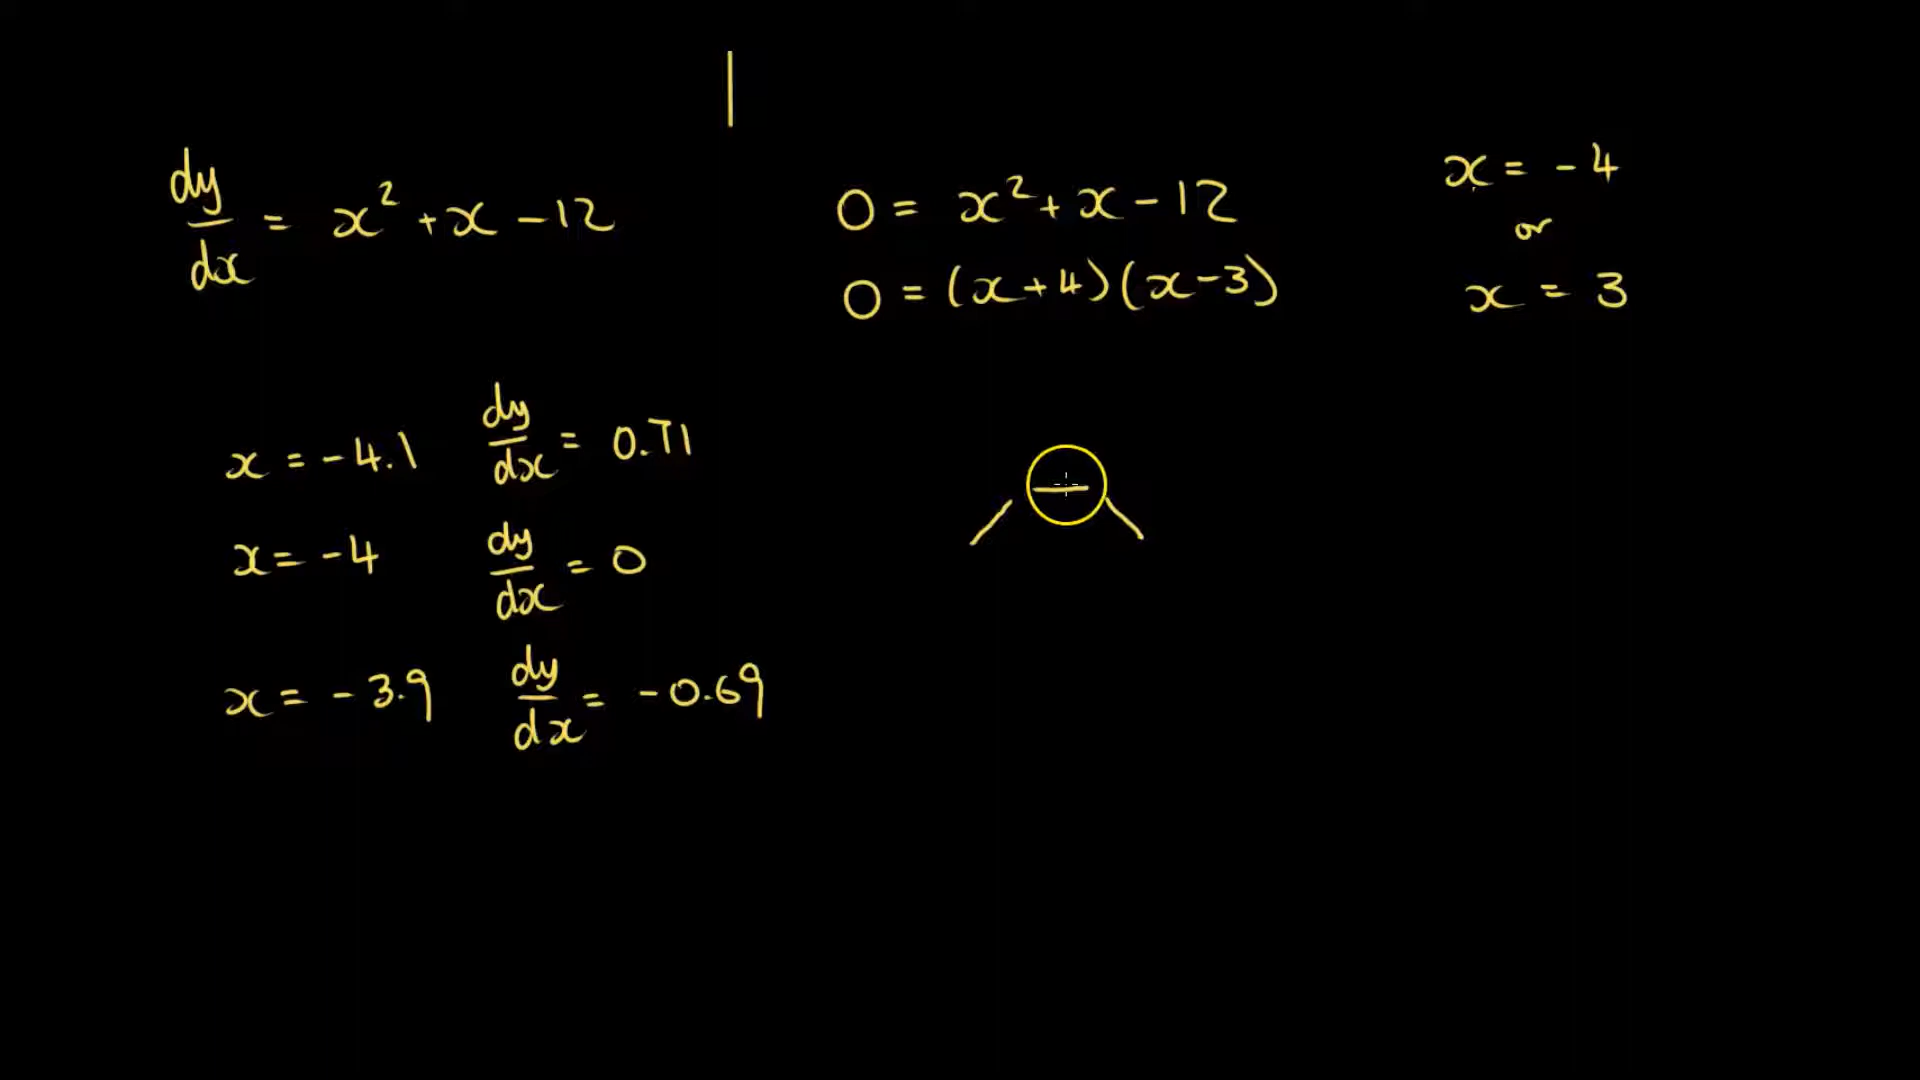 dy/dx = x² + x - 12
0 = x² + x - 12
0 = (x+4)(x-3)
x = -4
or
x = 3
x = -4.1 dy/dx = 0.71
x = -4 dy/dx = 0
x = -3.9 dy/dx = -0.69